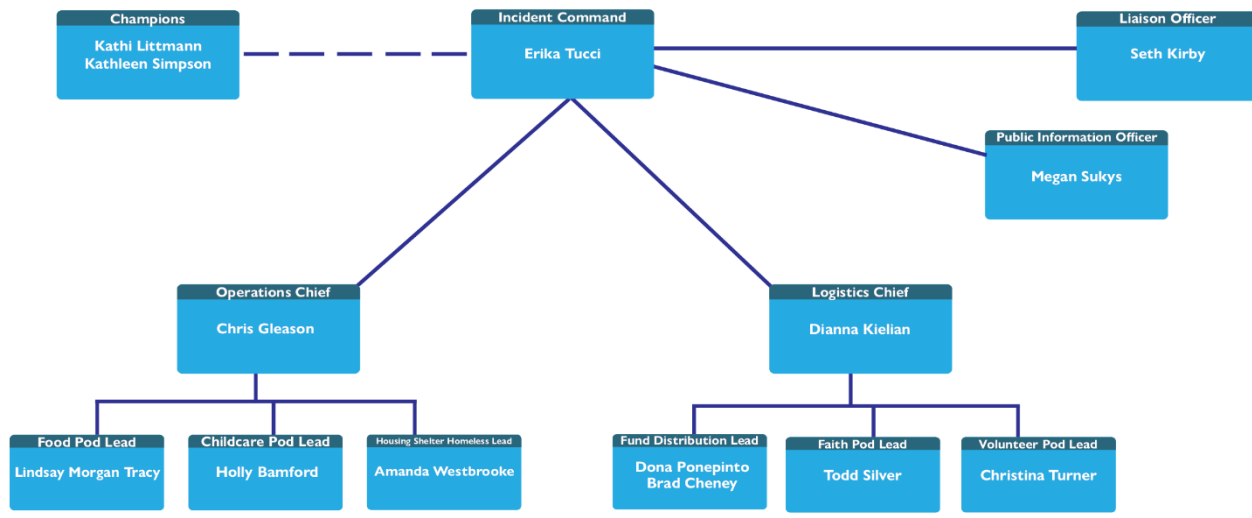 Champions
Kathi Littmann
Kathleen Simpson
Incident Command
Erika Tucci
Liaison Officer
Seth Kirby
Public Information Officer
Megan Sukys
Operations Chief
Chris Gleason
Logistics Chief
Dianna Kielian
Food Pod Lead
Lindsay Morgan Tracy
Childcare Pod Lead
Holly Bamford
Housing Shelter Homeless Lead
Amanda Westbrooke
Fund Distribution Lead
Dona Ponepinto
Brad Cheney
Faith Pod Lead
Todd Silver
Volunteer Pod Lead
Christina Turner